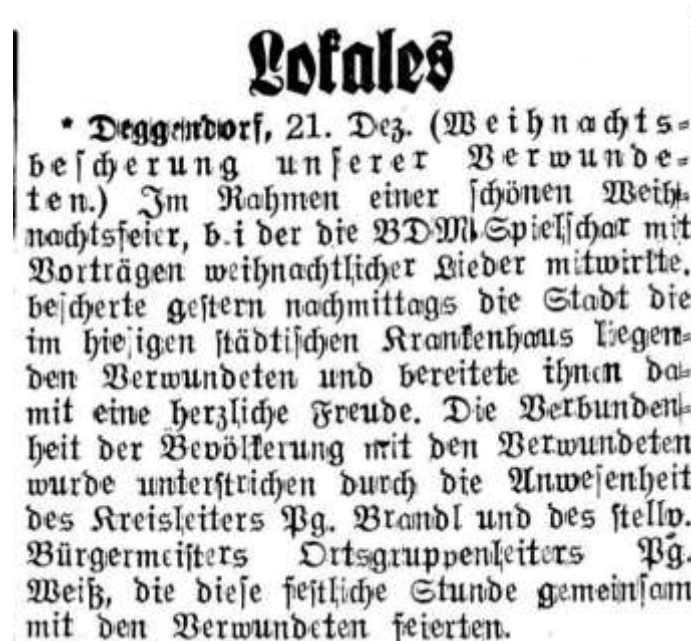 Lokales
* Deggendorf, 21. Dez. (Weihnachts-
bescherung unserer Verwunde-
ten.) Im Rahmen einer schönen Weih-
nachtsfeier, b.i der die BDM-Spielschar mit
Vorträgen weihnachtlicher Lieder mitwirkte,
bescherte gestern nachmittags die Stadt die
im hiesigen städtischen Krankenhaus liegen-
den Verwundeten und bereitete ihnen da-
mit eine herzliche Freude. Die Verbunden-
heit der Bevölkerung mit den Verwundeten
wurde unterstrichen durch die Anwesenheit
des Kreisleiters Pg. Brandl und des stellv.
Bürgermeisters Ortsgruppenleiters Pg.
Weiß, die diese festliche Stunde gemeinsam
mit den Verwundeten feierten.